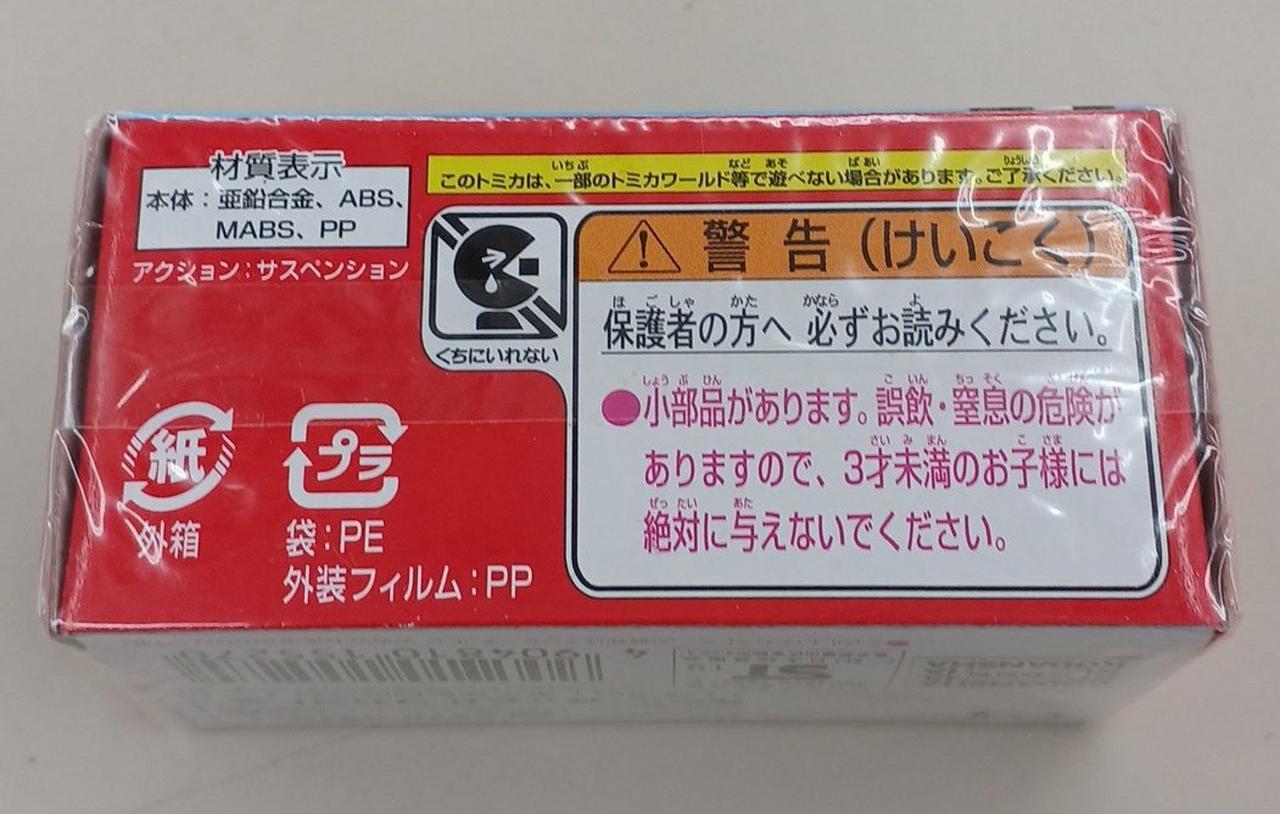 材質表示
本体：亜鉛合金、ABS、
MABS、PP
アクション：サスペンション
このトミカは、一部のトミカワールド等で遊べない場合があります。ご了承ください。
くちにいれない
警告（けいこく）
保護者の方へ 必ずお読みください。
●小部品があります。誤飲・窒息の危険が
ありますので、3才未満のお子様には
絶対に与えないでください。
紙
外箱
プラ
袋：PE
外装フィルム：PP
ST
KODANSHA